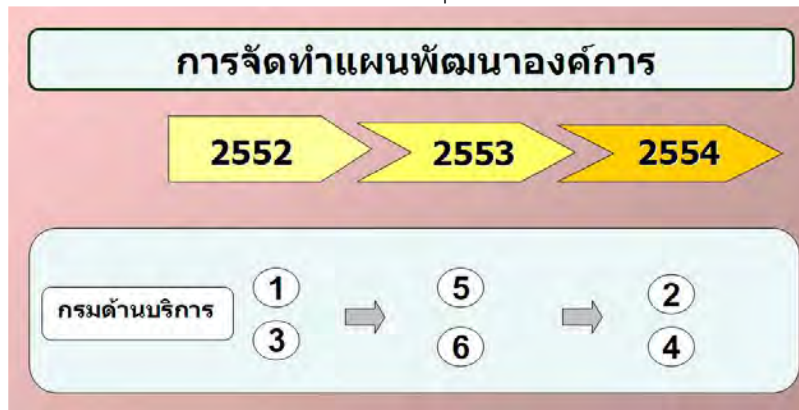 การจัดทำแผนพัฒนาองค์การ
2552 2553 2554
1 5 2
กรมด้านบริการ
3 6 4